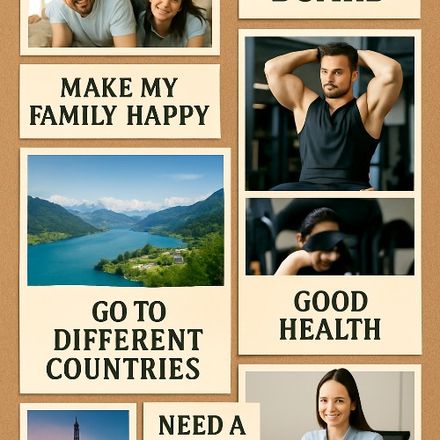 MAKE MY
FAMILY HAPPY
GO TO
DIFFERENT
COUNTRIES
GOOD
HEALTH
NEED A